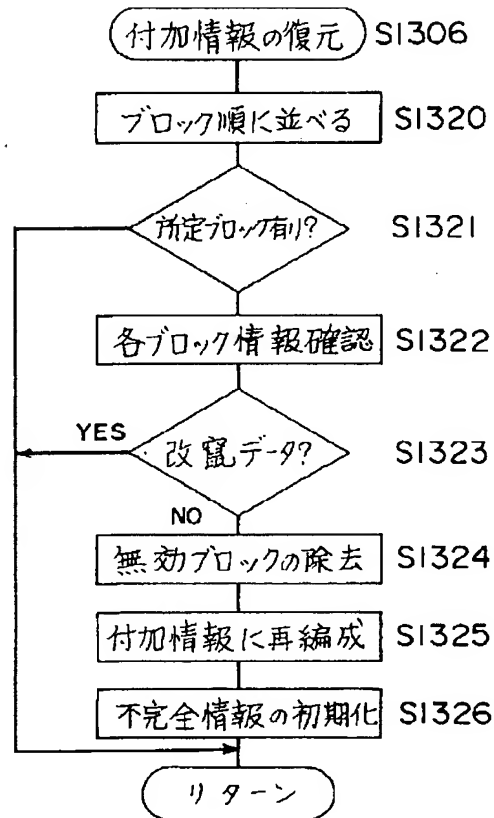 付加情報の復元 S1306
ブロック順に並べる S1320
所定ブロック有り? S1321
各ブロック情報確認 S1322
YES
改竄データ? S1323
NO
無効ブロックの除去 S1324
付加情報に再編成 S1325
不完全情報の初期化 S1326
リターン